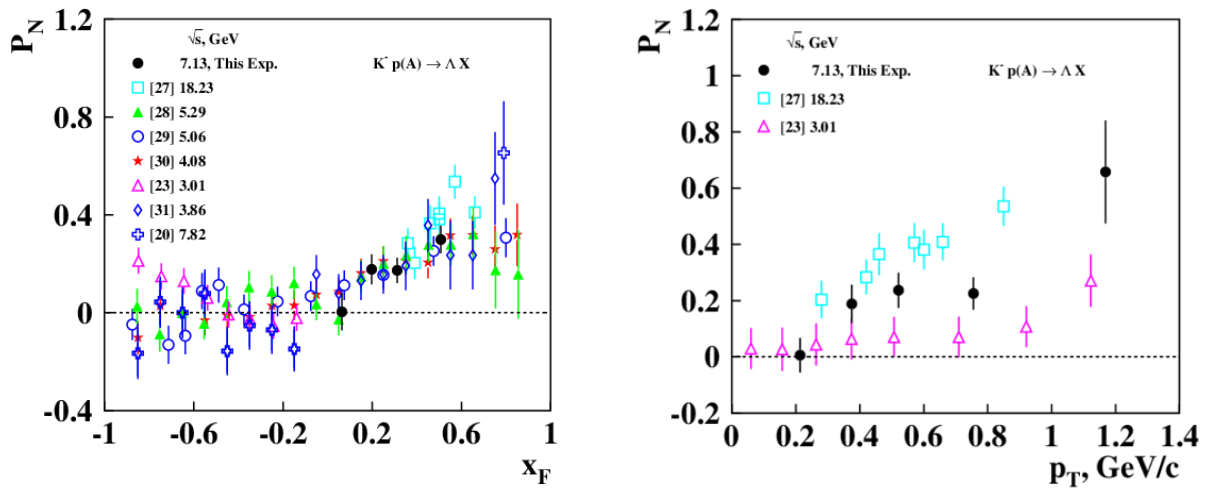 P_N
1.2
0.8
0.4
0
-0.4
√s, GeV
7.13, This Exp.
K⁻ p(A) → Λ X
[27] 18.23
[28] 5.29
[29] 5.06
[30] 4.08
[23] 3.01
[31] 3.86
[20] 7.82
-1 -0.6 -0.2 0.2 0.6 1
x_F
P_N
1.2
1
0.8
0.6
0.4
0.2
0
-0.2
√s, GeV
7.13, This Exp.
K⁻ p(A) → Λ X
[27] 18.23
[23] 3.01
0 0.2 0.4 0.6 0.8 1 1.2 1.4
p_T, GeV/c